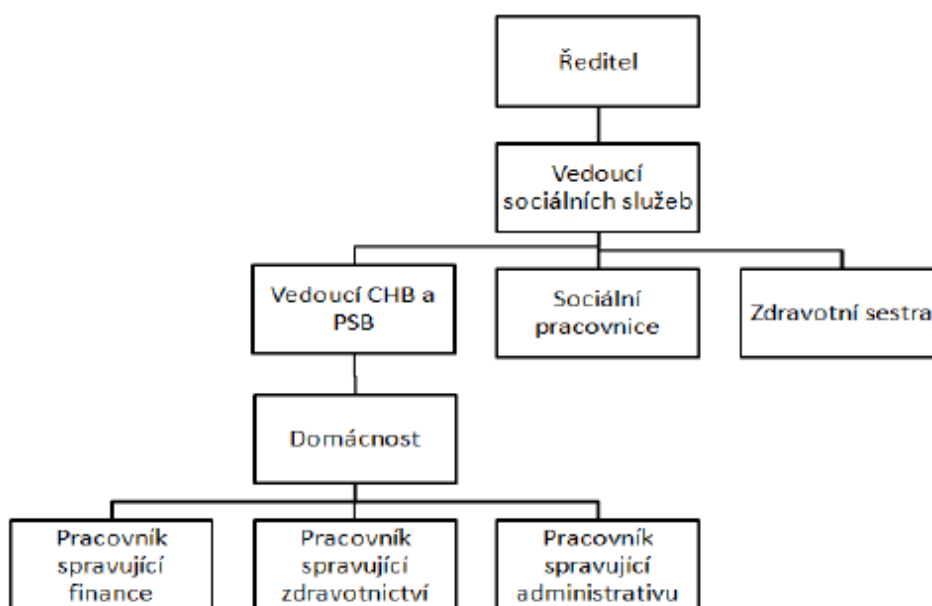 Ředitel
Vedoucí
sociálních služeb
Vedoucí CHB a
PSB
Sociální
pracovnice
Zdravotní sestra
Domácnost
Pracovník
spravující
finance
Pracovník
spravující
zdravotnictví
Pracovník
spravující
administrativu